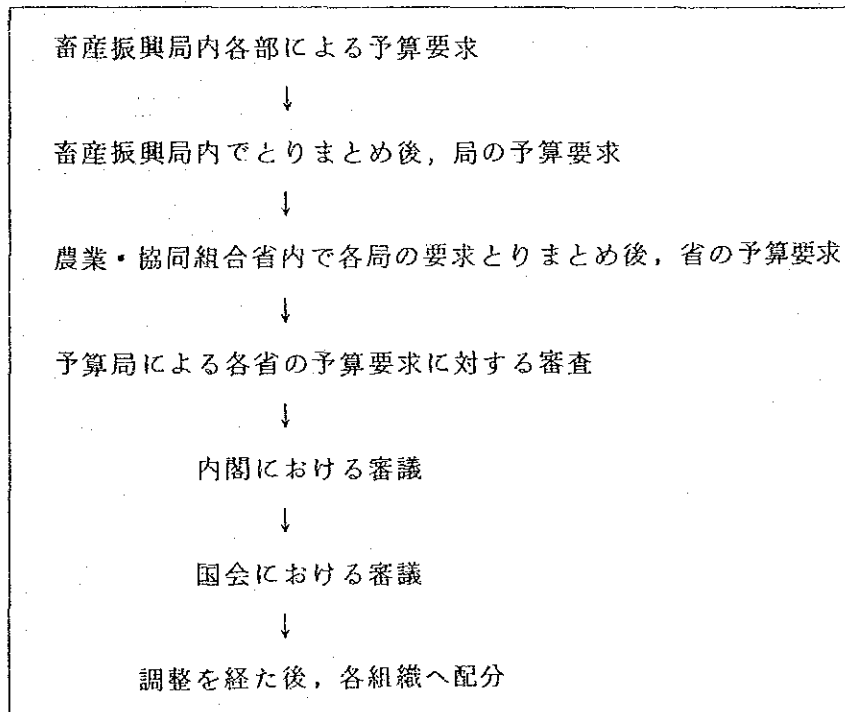 畜産振興局内各部による予算要求
↓
畜産振興局内でとりまとめ後，局の予算要求
↓
農業・協同組合省内で各局の要求とりまとめ後，省の予算要求
↓
予算局による各省の予算要求に対する審査
↓
内閣における審議
↓
国会における審議
↓
調整を経た後，各組織へ配分